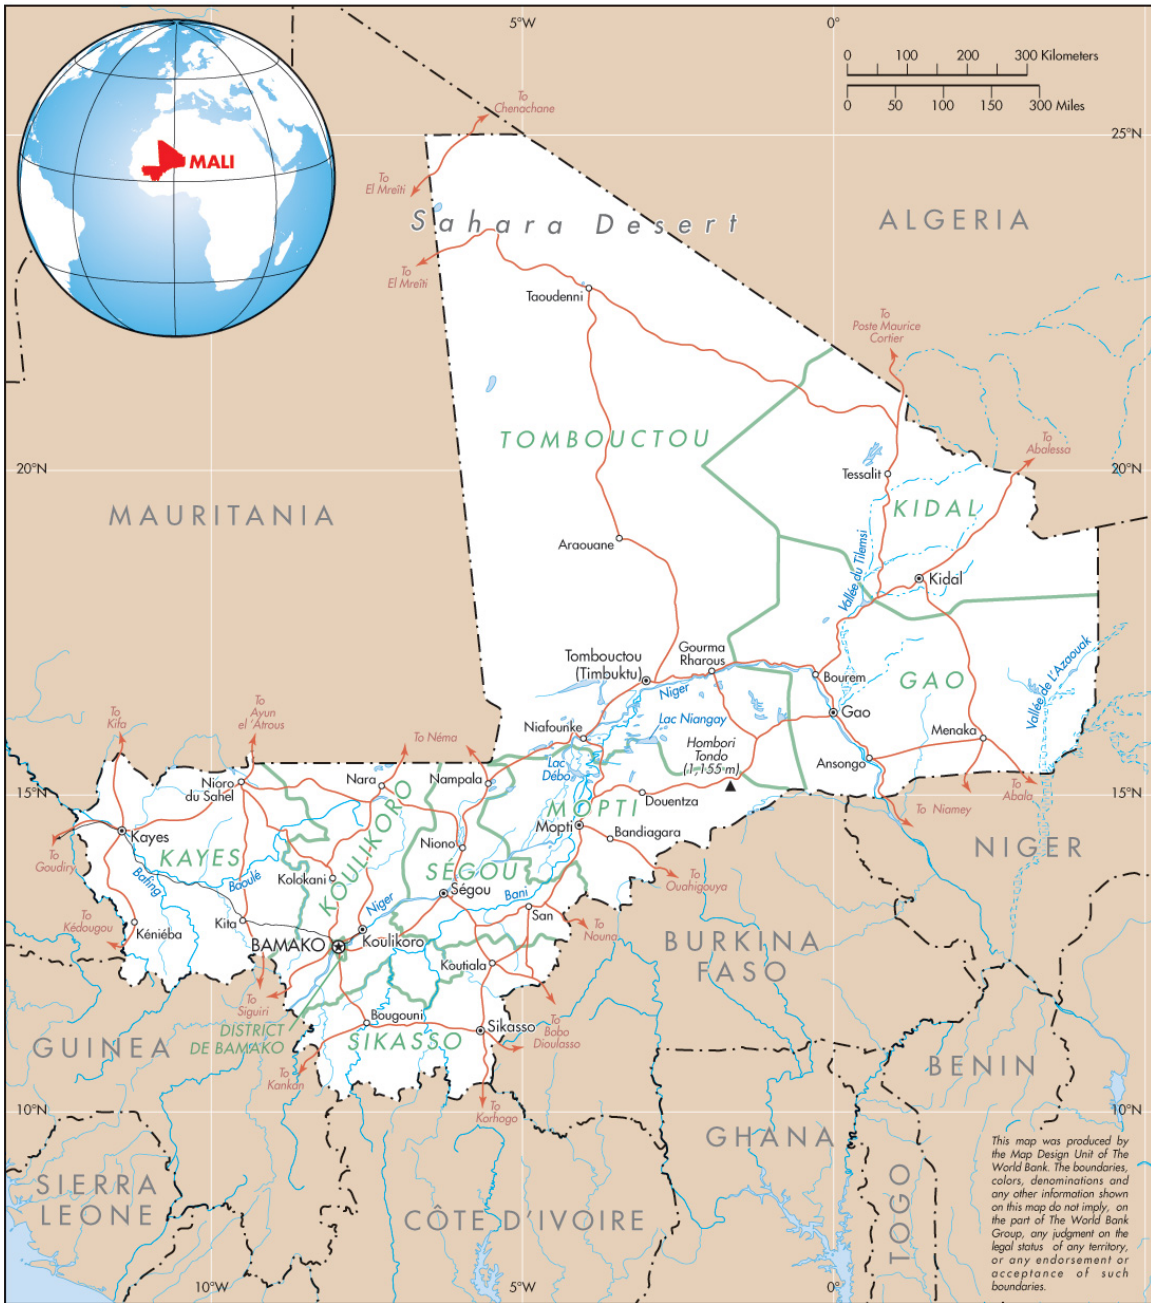 5°W
0°
0 100 200 300 Kilometers
0 50 100 150 200 300 Miles
MALI
To
Chenachane
25°N
To
El Mreïti
Sahara Desert
ALGERIA
To
El Mreïti
Taoudenni
To
Poste Maurice
Cortier
TOMBOUCTOU
To
Abalessa
20°N
20°N
Tessalit
KIDAL
MAURITANIA
Araouane
Vallée du Tilemsi
Kidal
Tombouctou
(Timbuktu)
Gourma
Rharous
Bourem
GAO
Vallée de L'Azaouak
Niger
To
Kifa
To
Ayun
el 'Atrous
To Néma
Niafounke
Lac Niangay
Gao
Menaka
Lac
Débo
Hombori
Tondo
(1,155 m)
Ansongo
Nioro
du Sahel
Nara
Nampala
To
Abala
15°N
15°N
MOPTI
Douentza
To Niamey
Kayes
KOULIKORO
Mopti
Bandiagara
NIGER
To
Goudiry
KAYES
Niono
SÉGOU
Bafing
Baoulé
Kolokani
Ségou
Bani
To
Ouahigouya
Niger
To
Kédougou
Kéniéba
Kita
San
To
Nouna
BAMAKO
Koulikoro
BURKINA
FASO
Koutiala
To
Siguiri
DISTRICT
DE BAMAKO
Bougouni
Sikasso
To
Bobo
Dioulasso
GUINEA
SIKASSO
BENIN
To
Kankan
To
Korhogo
10°N
10°N
GHANA
SIERRA
LEONE
CÔTE D'IVOIRE
TOGO
This map was produced by
the Map Design Unit of The
World Bank. The boundaries,
colors, denominations and
any other information shown
on this map do not imply, on
the part of The World Bank
Group, any judgment on the
legal status of any territory,
or any endorsement or
acceptance of such
boundaries.
10°W
5°W
0°